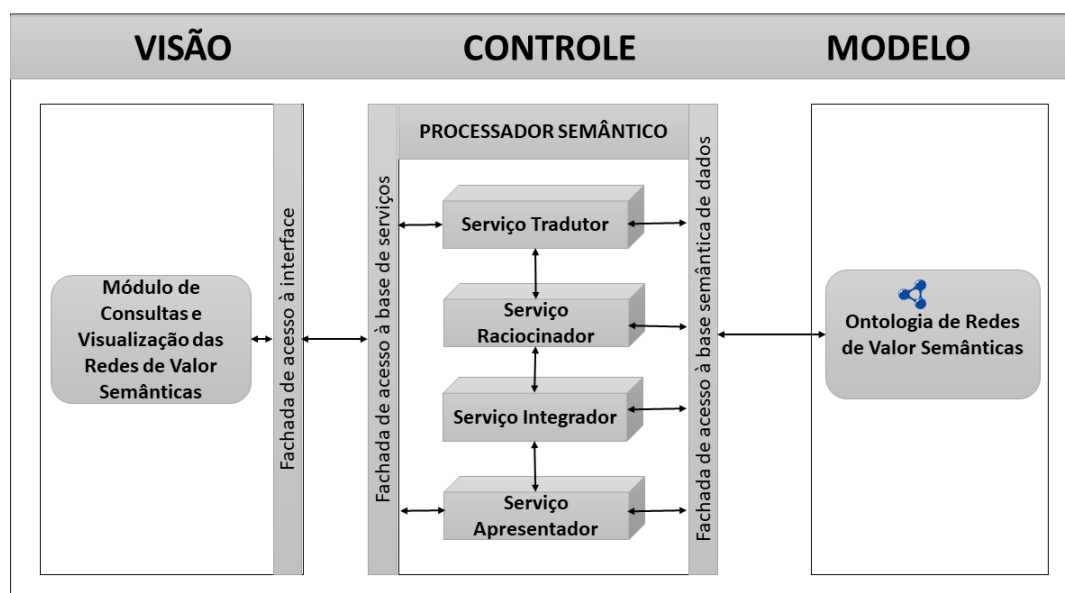 VISÃO
CONTROLE
MODELO
Módulo de
Consultas e
Visualização das
Redes de Valor
Semânticas
Fachada de acesso à interface
Fachada de acesso à base de serviços
PROCESSADOR SEMÂNTICO
Serviço Tradutor
Serviço
Raciocinador
Serviço Integrador
Serviço
Apresentador
Fachada de acesso à base semântica de dados
Ontologia de Redes
de Valor Semânticas